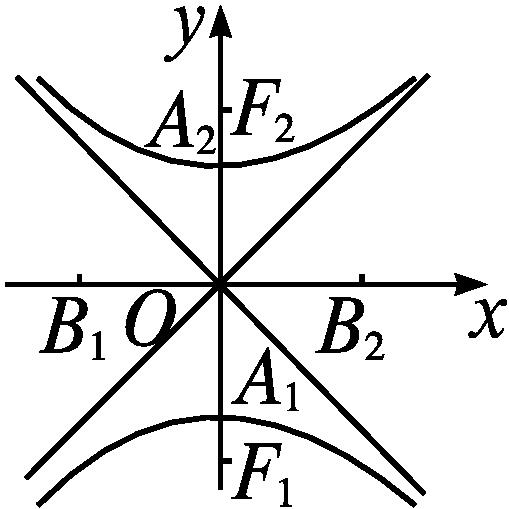 y
A₂ F₂
B₁ O B₂ x
A₁
F₁